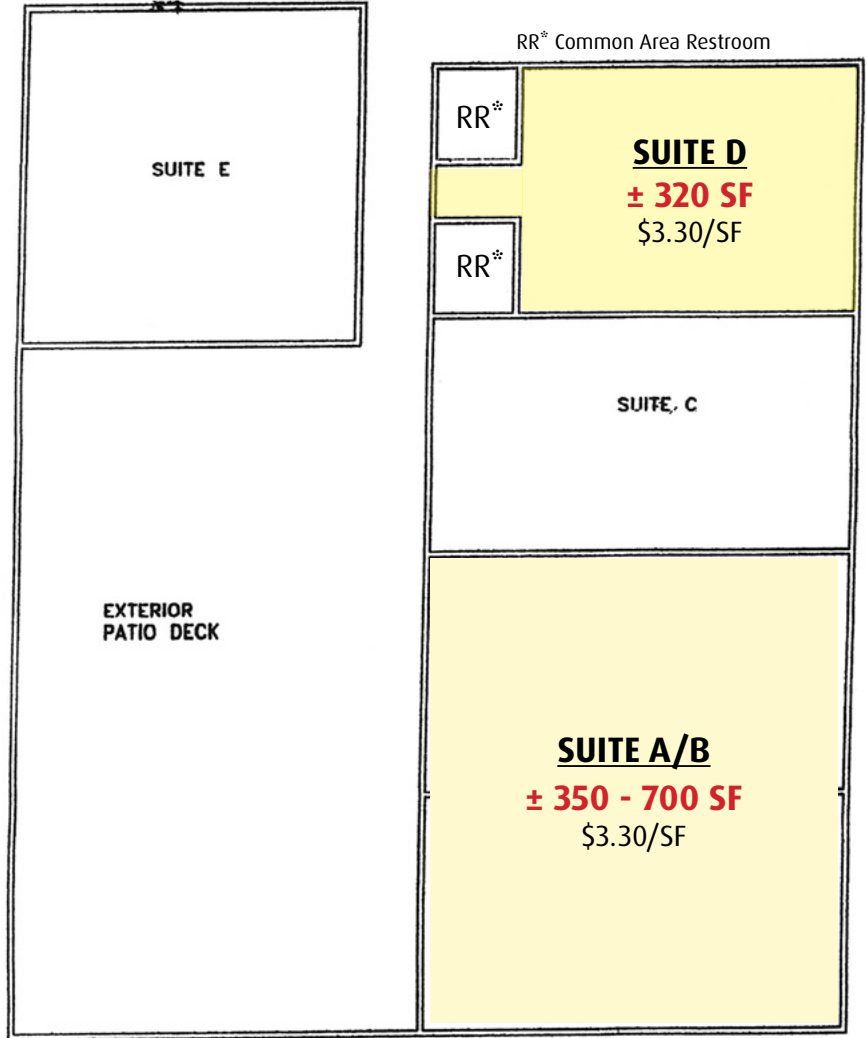 RR* Common Area Restroom
RR*
SUITE D
± 320 SF
$3.30/SF
RR*
SUITE E
SUITE, C
EXTERIOR
PATIO DECK
SUITE A/B
± 350 - 700 SF
$3.30/SF